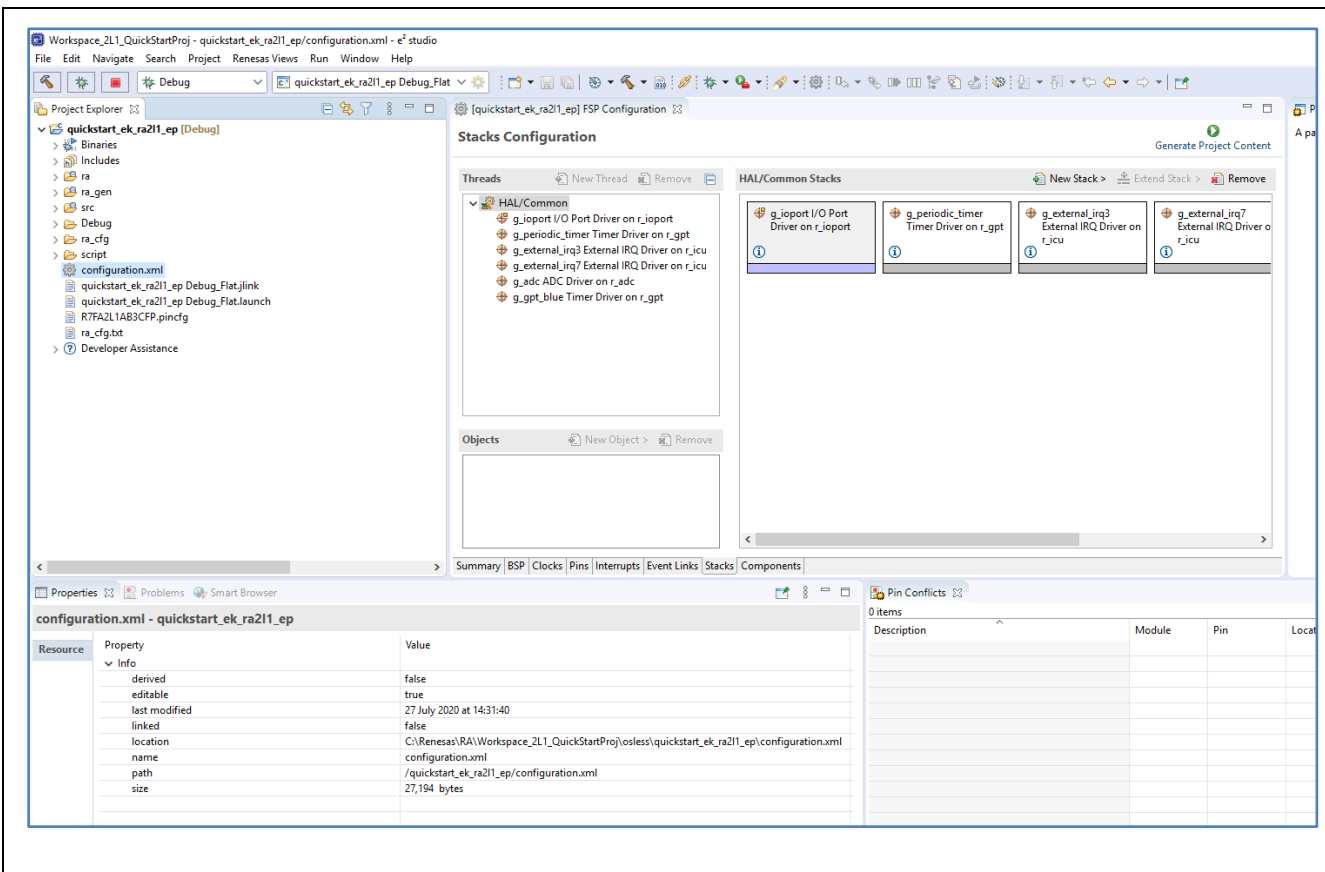 Workspace_2L1_QuickStartProj - quickstart_ek_ra2l1_ep/configuration.xml - e² studio
File Edit Navigate Search Project Renesas Views Run Window Help
Debug quickstart_ek_ra2l1_ep Debug_Flat
Project Explorer
quickstart_ek_ra2l1_ep [Debug]
Binaries
Includes
ra
ra_gen
src
Debug
ra_cfg
script
configuration.xml
quickstart_ek_ra2l1_ep Debug_Flat.jlink
quickstart_ek_ra2l1_ep Debug_Flat.launch
R7FA2L1AB3CFP.pincfg
ra_cfg.txt
Developer Assistance
[quickstart_ek_ra2l1_ep] FSP Configuration
Stacks Configuration
Generate Project Content
Threads New Thread Remove
HAL/Common
g_ioport I/O Port Driver on r_ioport
g_periodic_timer Timer Driver on r_gpt
g_external_irq3 External IRQ Driver on r_icu
g_external_irq7 External IRQ Driver on r_icu
g_adc ADC Driver on r_adc
g_gpt_blue Timer Driver on r_gpt
Objects New Object > Remove
HAL/Common Stacks New Stack > Extend Stack > Remove
g_ioport I/O Port
Driver on r_ioport
g_periodic_timer
Timer Driver on r_gpt
g_external_irq3
External IRQ Driver on
r_icu
g_external_irq7
External IRQ Driver o
r_icu
Summary BSP Clocks Pins Interrupts Event Links Stacks Components
P
A pa
Properties Problems Smart Browser
configuration.xml - quickstart_ek_ra2l1_ep
Resource
Property Value
Info
derived false
editable true
last modified 27 July 2020 at 14:31:40
linked false
location C:\Renesas\RA\Workspace_2L1_QuickStartProj\osless\quickstart_ek_ra2l1_ep\configuration.xml
name configuration.xml
path /quickstart_ek_ra2l1_ep/configuration.xml
size 27,194 bytes
Pin Conflicts
0 items
Description Module Pin Locat